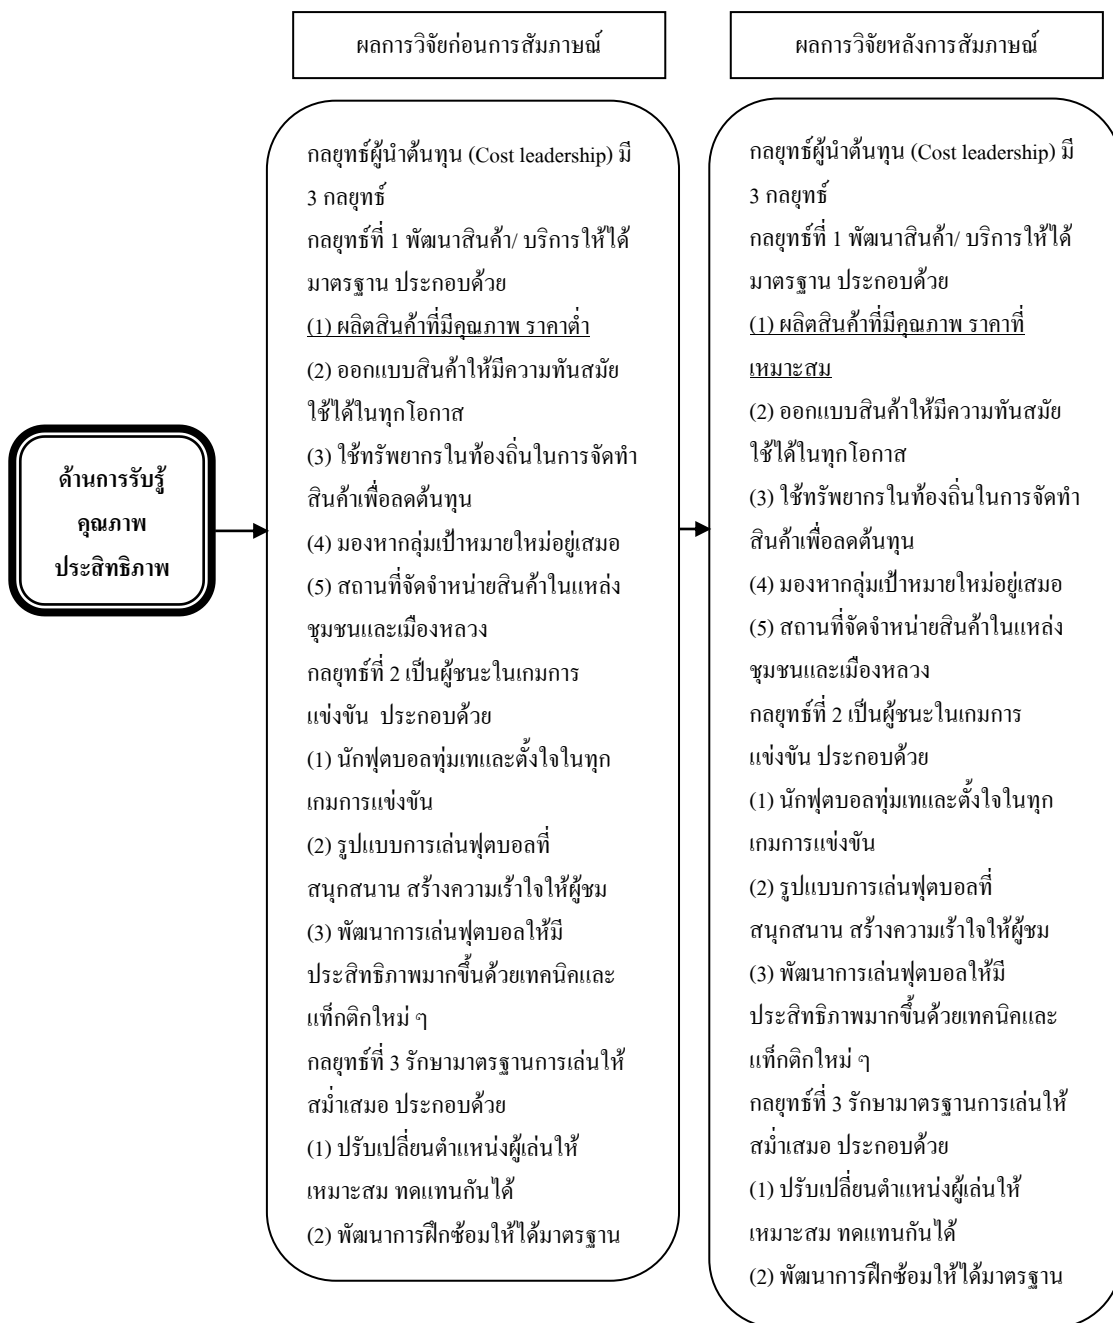 ผลการวิจัยก่อนการสัมภาษณ์
ผลการวิจัยหลังการสัมภาษณ์
ด้านการรับรู้
คุณภาพ
ประสิทธิภาพ
กลยุทธ์ผู้นำต้นทุน (Cost leadership) มี
3 กลยุทธ์
กลยุทธ์ที่ 1 พัฒนาสินค้า/ บริการให้ได้
มาตรฐาน ประกอบด้วย
(1) ผลิตสินค้าที่มีคุณภาพ ราคาต่ำ
(2) ออกแบบสินค้าให้มีความทันสมัย
ใช้ได้ในทุกโอกาส
(3) ใช้ทรัพยากรในท้องถิ่นในการจัดทำ
สินค้าเพื่อลดต้นทุน
(4) มองหากลุ่มเป้าหมายใหม่อยู่เสมอ
(5) สถานที่จัดจำหน่ายสินค้าในแหล่ง
ชุมชนและเมืองหลวง
กลยุทธ์ที่ 2 เป็นผู้ชนะในเกมการ
แข่งขัน ประกอบด้วย
(1) นักฟุตบอลทุ่มเทและตั้งใจในทุก
เกมการแข่งขัน
(2) รูปแบบการเล่นฟุตบอลที่
สนุกสนาน สร้างความเร้าใจให้ผู้ชม
(3) พัฒนาการเล่นฟุตบอลให้มี
ประสิทธิภาพมากขึ้นด้วยเทคนิคและ
แท็กติกใหม่ ๆ
กลยุทธ์ที่ 3 รักษามาตรฐานการเล่นให้
สม่ำเสมอ ประกอบด้วย
(1) ปรับเปลี่ยนตำแหน่งผู้เล่นให้
เหมาะสม ทดแทนกันได้
(2) พัฒนาการฝึกซ้อมให้ได้มาตรฐาน
กลยุทธ์ผู้นำต้นทุน (Cost leadership) มี
3 กลยุทธ์
กลยุทธ์ที่ 1 พัฒนาสินค้า/ บริการให้ได้
มาตรฐาน ประกอบด้วย
(1) ผลิตสินค้าที่มีคุณภาพ ราคาที่
เหมาะสม
(2) ออกแบบสินค้าให้มีความทันสมัย
ใช้ได้ในทุกโอกาส
(3) ใช้ทรัพยากรในท้องถิ่นในการจัดทำ
สินค้าเพื่อลดต้นทุน
(4) มองหากลุ่มเป้าหมายใหม่อยู่เสมอ
(5) สถานที่จัดจำหน่ายสินค้าในแหล่ง
ชุมชนและเมืองหลวง
กลยุทธ์ที่ 2 เป็นผู้ชนะในเกมการ
แข่งขัน ประกอบด้วย
(1) นักฟุตบอลทุ่มเทและตั้งใจในทุก
เกมการแข่งขัน
(2) รูปแบบการเล่นฟุตบอลที่
สนุกสนาน สร้างความเร้าใจให้ผู้ชม
(3) พัฒนาการเล่นฟุตบอลให้มี
ประสิทธิภาพมากขึ้นด้วยเทคนิคและ
แท็กติกใหม่ ๆ
กลยุทธ์ที่ 3 รักษามาตรฐานการเล่นให้
สม่ำเสมอ ประกอบด้วย
(1) ปรับเปลี่ยนตำแหน่งผู้เล่นให้
เหมาะสม ทดแทนกันได้
(2) พัฒนาการฝึกซ้อมให้ได้มาตรฐาน